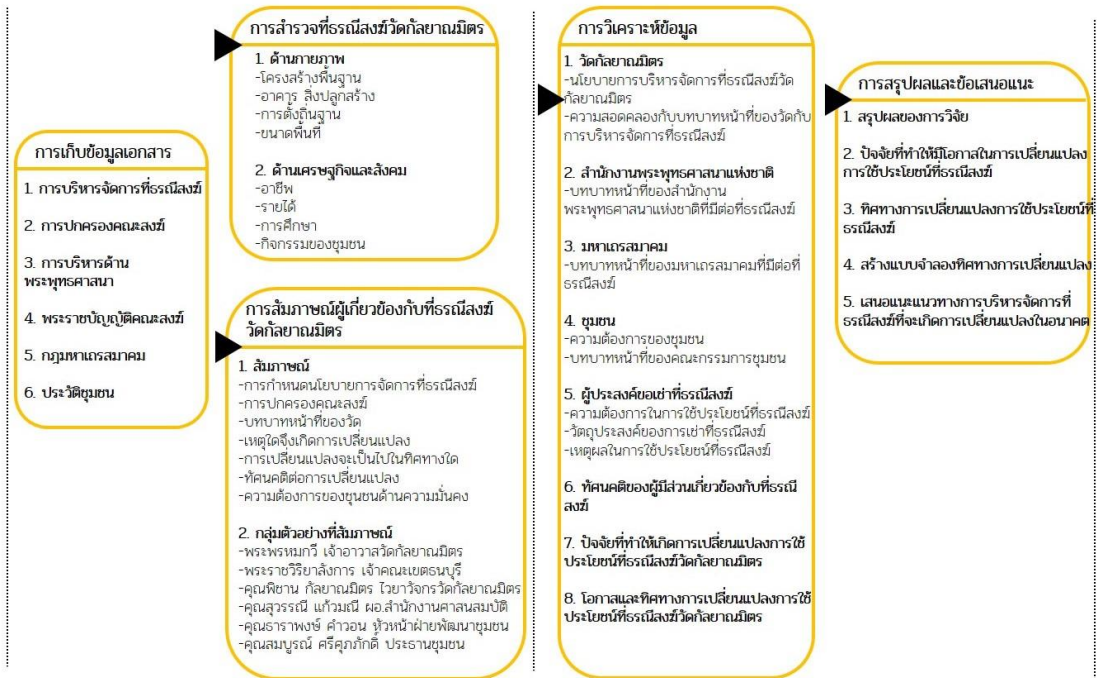 การเก็บข้อมูลเอกสาร
1. การบริหารจัดการที่ธรณีสงฆ์
2. การปกครองคณะสงฆ์
3. การบริหารด้าน
พระพุทธศาสนา
4. พระราชบัญญัติคณะสงฆ์
5. กฎมหาเถรสมาคม
6. ประวัติชุมชน
การสำรวจที่ธรณีสงฆ์วัดกัลยาณมิตร
1. ด้านกายภาพ
-โครงสร้างพื้นฐาน
-อาคาร สิ่งปลูกสร้าง
-การตั้งถิ่นฐาน
-ขนาดพื้นที่
2. ด้านเศรษฐกิจและสังคม
-อาชีพ
-รายได้
-การศึกษา
-กิจกรรมของชุมชน
การสัมภาษณ์ผู้เกี่ยวข้องกับที่ธรณีสงฆ์
วัดกัลยาณมิตร
1. สัมภาษณ์
-การกำหนดนโยบายการจัดการที่ธรณีสงฆ์
-การปกครองคณะสงฆ์
-บทบาทหน้าที่ของวัด
-เหตุใดจึงเกิดการเปลี่ยนแปลง
-การเปลี่ยนแปลงจะเป็นไปในทิศทางใด
-ทัศนคติต่อการเปลี่ยนแปลง
-ความต้องการของชุนชนด้านความมั่นคง
2. กลุ่มตัวอย่างที่สัมภาษณ์
-พระพรหมกวี เจ้าอาวาสวัดกัลยาณมิตร
-พระราชวิริยาลังการ เจ้าคณะเขตธนบุรี
-คุณพิชาน กัลยาณมิตร ไวยาวัจกรวัดกัลยาณมิตร
-คุณสุวรรณี แก้วมณี ผอ.สำนักงานศาสนสมบัติ
-คุณธาราพงษ์ คำวอน หัวหน้าฝ่ายพัฒนาชุมชน
-คุณสมบูรณ์ ศรีศุภภักดิ์ ประธานชุมชน
การวิเคราะห์ข้อมูล
1. วัดกัลยาณมิตร
-นโยบายการบริหารจัดการที่ธรณีสงฆ์วัด
กัลยาณมิตร
-ความสอดคลองกับบทบาทหน้าที่ของวัดกับ
การบริหารจัดการที่ธรณีสงฆ์
2. สำนักงานพระพุทธศาสนาแห่งชาติ
-บทบาทหน้าที่ของสำนักงาน
พระพุทธศาสนาแห่งชาติที่มีต่อที่ธรณีสงฆ์
3. มหาเถรสมาคม
-บทบาทหน้าที่ของมหาเถรสมาคมที่มีต่อที่
ธรณีสงฆ์
4. ชุมชน
-ความต้องการของชุมชน
-บทบาทหน้าที่ของคณะกรรมการชุมชน
5. ผู้ประสงค์ขอเช่าที่ธรณีสงฆ์
-ความต้องการในการใช้ประโยชน์ที่ธรณีสงฆ์
-วัตถุประสงค์ของการเช่าที่ธรณีสงฆ์
-เหตุผลในการใช้ประโยชน์ที่ธรณีสงฆ์
6. ทัศนคติของผู้มีส่วนเกี่ยวข้องกับที่ธรณี
สงฆ์
7. ปัจจัยที่ทำให้เกิดการเปลี่ยนแปลงการใช้
ประโยชน์ที่ธรณีสงฆ์วัดกัลยาณมิตร
8. โอกาสและทิศทางการเปลี่ยนแปลงการใช้
ประโยชน์ที่ธรณีสงฆ์วัดกัลยาณมิตร
การสรุปผลและข้อเสนอแนะ
1. สรุปผลของการวิจัย
2. ปัจจัยที่ทำให้มีโอกาสในการเปลี่ยนแปลง
การใช้ประโยชน์ที่ธรณีสงฆ์
3. ทิศทางการเปลี่ยนแปลงการใช้ประโยชน์ที่
ธรณีสงฆ์
4. สร้างแบบจำลองทิศทางการเปลี่ยนแปลง
5. เสนอแนะแนวทางการบริหารจัดการที่
ธรณีสงฆ์ที่จะเกิดการเปลี่ยนแปลงในอนาคต